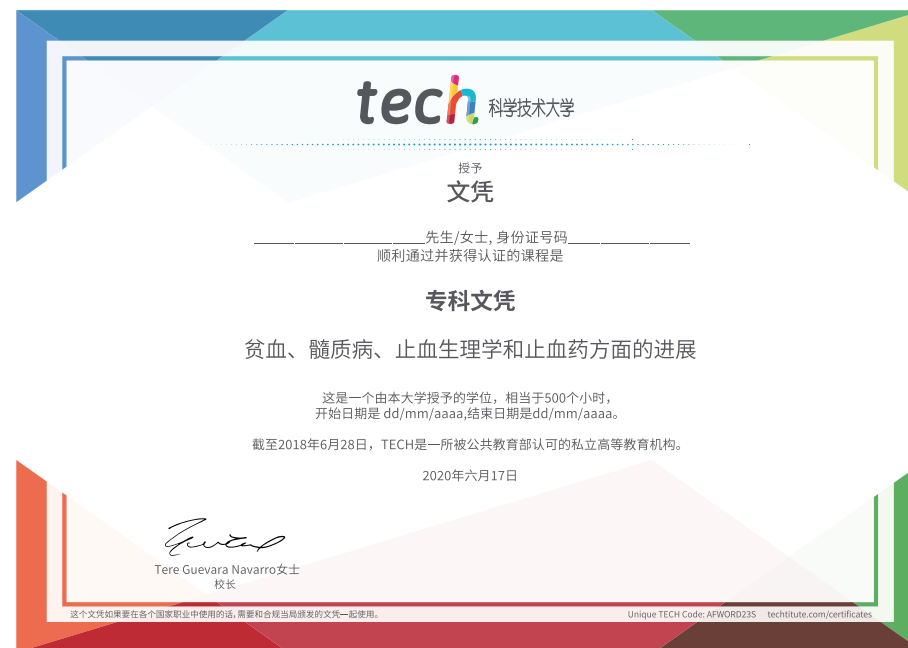 tech 科学技术大学
授予
文凭
________________________先生/女士, 身份证号码_________________
顺利通过并获得认证的课程是
专科文凭
贫血、髓质病、止血生理学和止血药方面的进展
这是一个由本大学授予的学位，相当于500个小时，
开始日期是 dd/mm/aaaa,结束日期是dd/mm/aaaa。
截至2018年6月28日，TECH是一所被公共教育部认可的私立高等教育机构。
2020年六月17日
Tere Guevara Navarro女士
校长
这个文凭如果要在各个国家职业中使用的话,需要和合规当局颁发的文凭一起使用。
Unique TECH Code: AFWORD23S techtitute.com/certificates